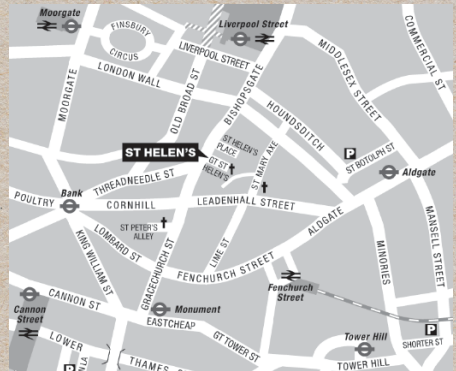 Moorgate
FINSBURY
CIRCUS
Liverpool Street
LIVERPOOL STREET
MIDDLESEX STREET
COMMERCIAL ST
LONDON WALL
MOORGATE
OLD BROAD ST
BISHOPSGATE
HOUNDSDITCH
ST HELEN'S
PLACE
ST HELEN'S
GT ST
HELEN'S
ST MARY AXE
P
ST BOTOLPH ST
Aldgate
THREADNEEDLE ST
POULTRY
Bank
CORNHILL
LEADENHALL STREET
ALDGATE
MANSELL STREET
ST PETER'S
ALLEY
LOMBARD ST
KING WILLIAM ST
GRACECHURCH ST
LIME ST
FENCHURCH STREET
MINORIES
Fenchurch
Street
CANNON ST
Cannon
Street
Monument
EASTCHEAP
GT TOWER ST
Tower Hill
P
SHORTER ST
LOWER
P
THAMES
TOWER HILL